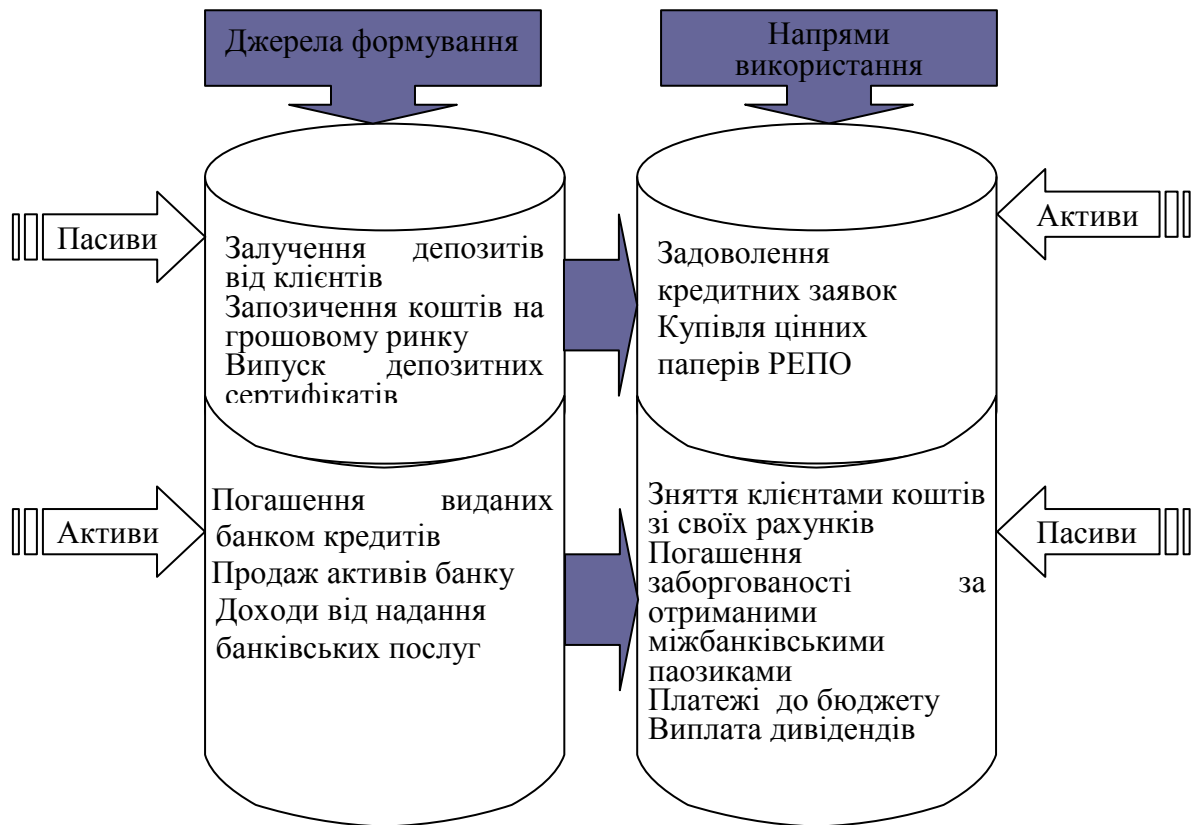 Джерела формування
Напрями
використання
Пасиви
Залучення депозитів
від клієнтів
Запозичення коштів на
грошовому ринку
Випуск депозитних
сертифікатів
Задоволення
кредитних заявок
Купівля цінних
паперів РЕПО
Активи
Активи
Погашення виданих
банком кредитів
Продаж активів банку
Доходи від надання
банківських послуг
Зняття клієнтами коштів
зі своїх рахунків
Погашення
заборгованості за
отриманими
міжбанківськими
паозиками
Платежі до бюджету
Виплата дивідендів
Пасиви